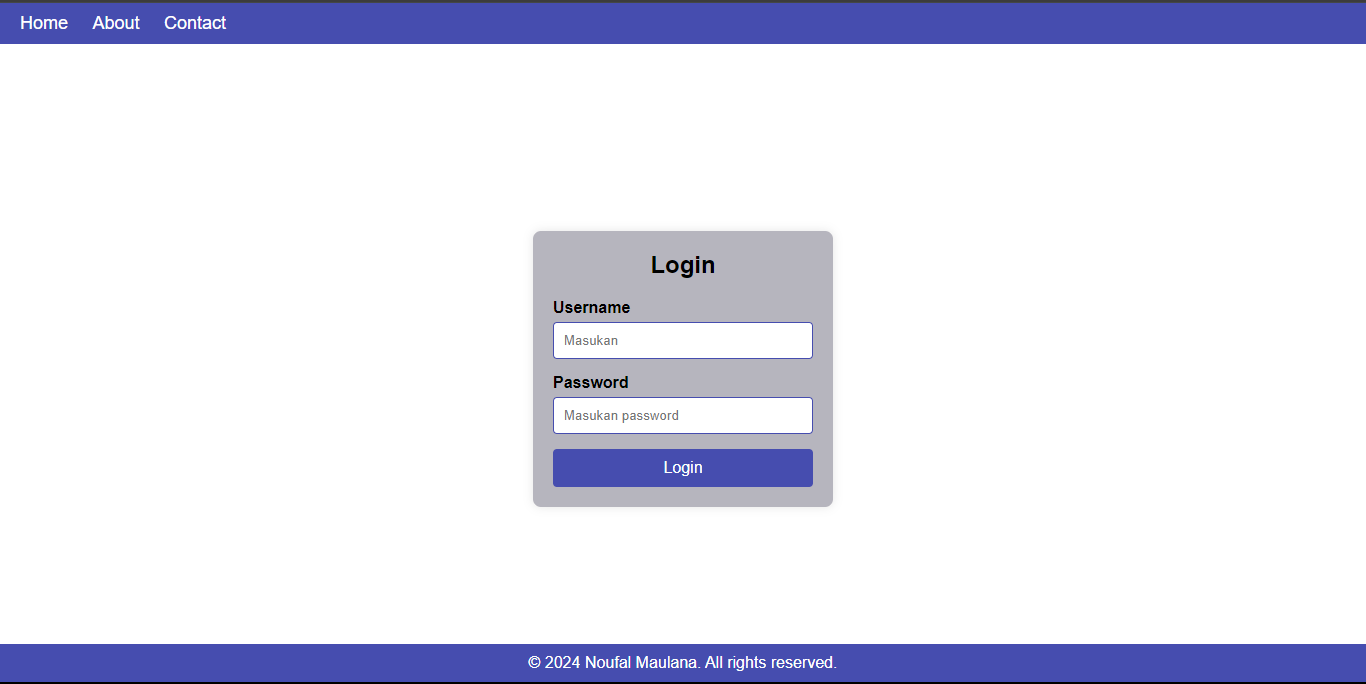 Home About Contact
Login
Username
Masukan
Password
Masukan password
Login
© 2024 Noufal Maulana. All rights reserved.